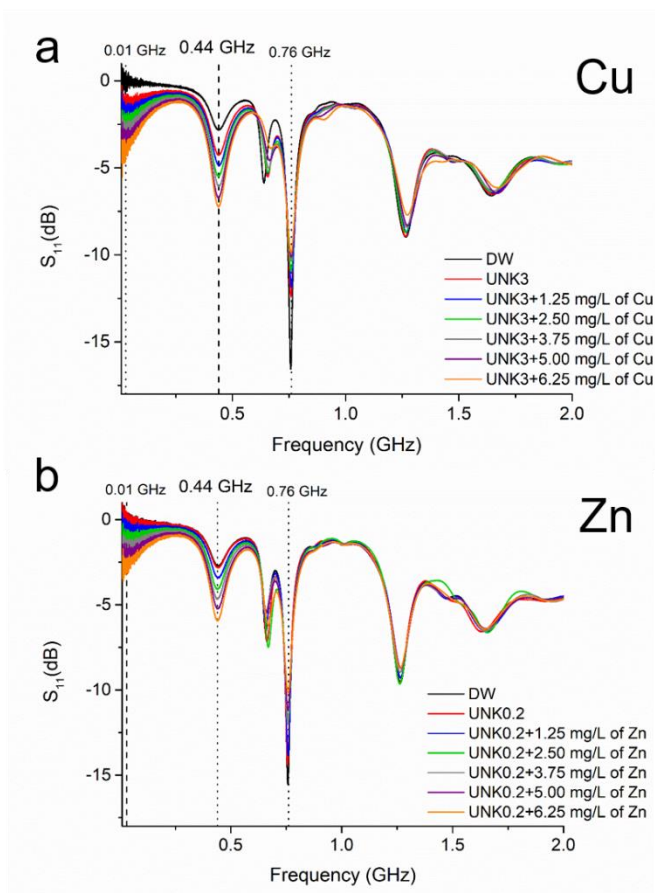 a
0.01 GHz
0.44 GHz
0.76 GHz
Cu
0
-5
-10
-15
S11(dB)
DW
UNK3
UNK3+1.25 mg/L of Cu
UNK3+2.50 mg/L of Cu
UNK3+3.75 mg/L of Cu
UNK3+5.00 mg/L of Cu
UNK3+6.25 mg/L of Cu
0.5
1.0
1.5
2.0
Frequency (GHz)
b
0.01 GHz
0.44 GHz
0.76 GHz
Zn
0
-5
-10
-15
S11(dB)
DW
UNK0.2
UNK0.2+1.25 mg/L of Zn
UNK0.2+2.50 mg/L of Zn
UNK0.2+3.75 mg/L of Zn
UNK0.2+5.00 mg/L of Zn
UNK0.2+6.25 mg/L of Zn
0.5
1.0
1.5
2.0
Frequency (GHz)